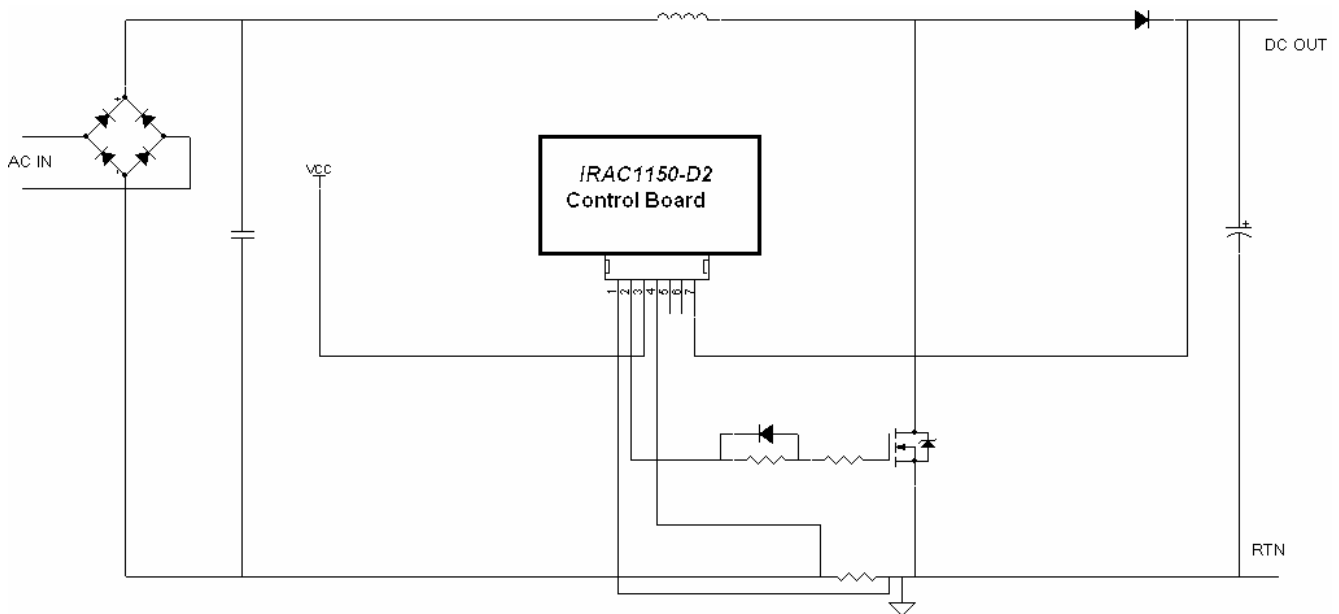 DC OUT
AC IN
VCC
IRAC1150-D2
Control Board
1
2
3
4
5
6
7
RTN